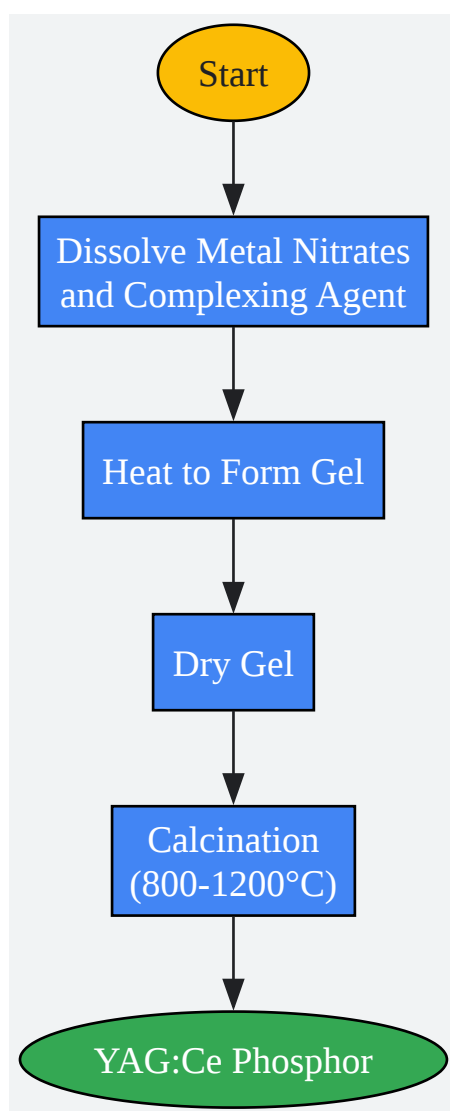 Start
Dissolve Metal Nitrates
and Complexing Agent
Heat to Form Gel
Dry Gel
Calcination
(800-1200°C)
YAG:Ce Phosphor